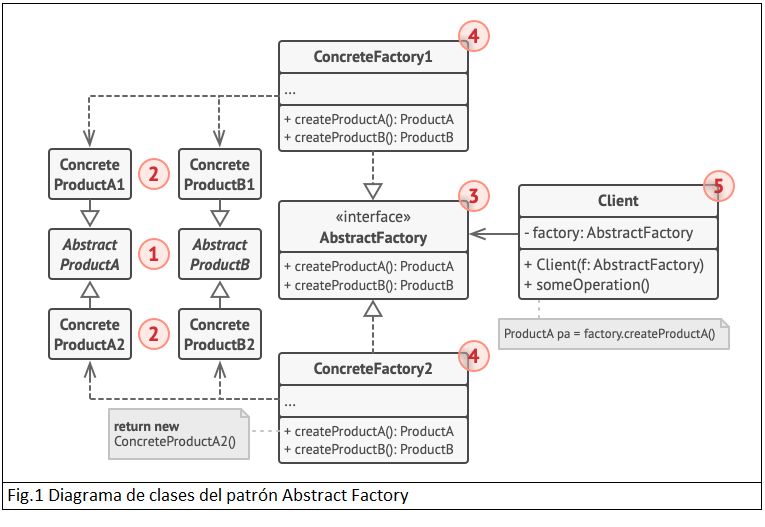 ConcreteFactory1
4
...
+ createProductA(): ProductA
+ createProductB(): ProductB
Concrete
ProductA1
2
Concrete
ProductB1
Abstract
ProductA
1
Abstract
ProductB
Concrete
ProductA2
2
Concrete
ProductB2
«interface»
AbstractFactory
3
+ createProductA(): ProductA
+ createProductB(): ProductB
Client
5
- factory: AbstractFactory
+ Client(f: AbstractFactory)
+ someOperation()
ProductA pa = factory.createProductA()
ConcreteFactory2
4
...
+ createProductA(): ProductA
+ createProductB(): ProductB
return new
ConcreteProductA2()
Fig.1 Diagrama de clases del patrón Abstract Factory